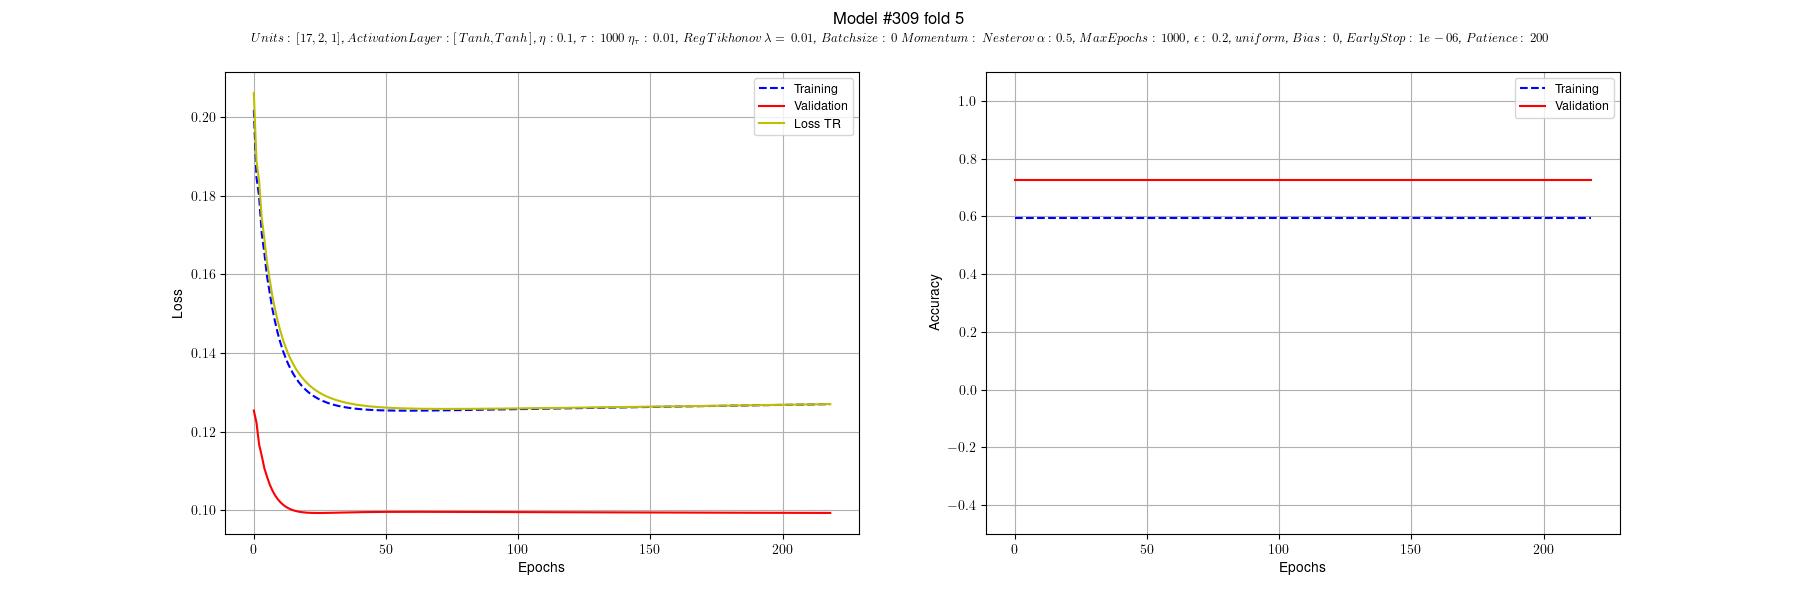 Model #309 fold 5
Units : [17, 2, 1], ActivationLayer : [Tanh, Tanh], η : 0.1, τ : 1000 ητ : 0.01, RegTikhonov λ = 0.01, Batchsize : 0 Momentum : Nesterov α : 0.5, MaxEpochs : 1000, ϵ : 0.2, uniform, Bias : 0, EarlyStop : 1e − 06, Patience : 200
Training
Validation
Loss TR
0.20
0.18
0.16
0.14
0.12
0.10
Loss
0 50 100 150 200
Epochs
Training
Validation
1.0
0.8
0.6
0.4
0.2
0.0
−0.2
−0.4
Accuracy
0 50 100 150 200
Epochs